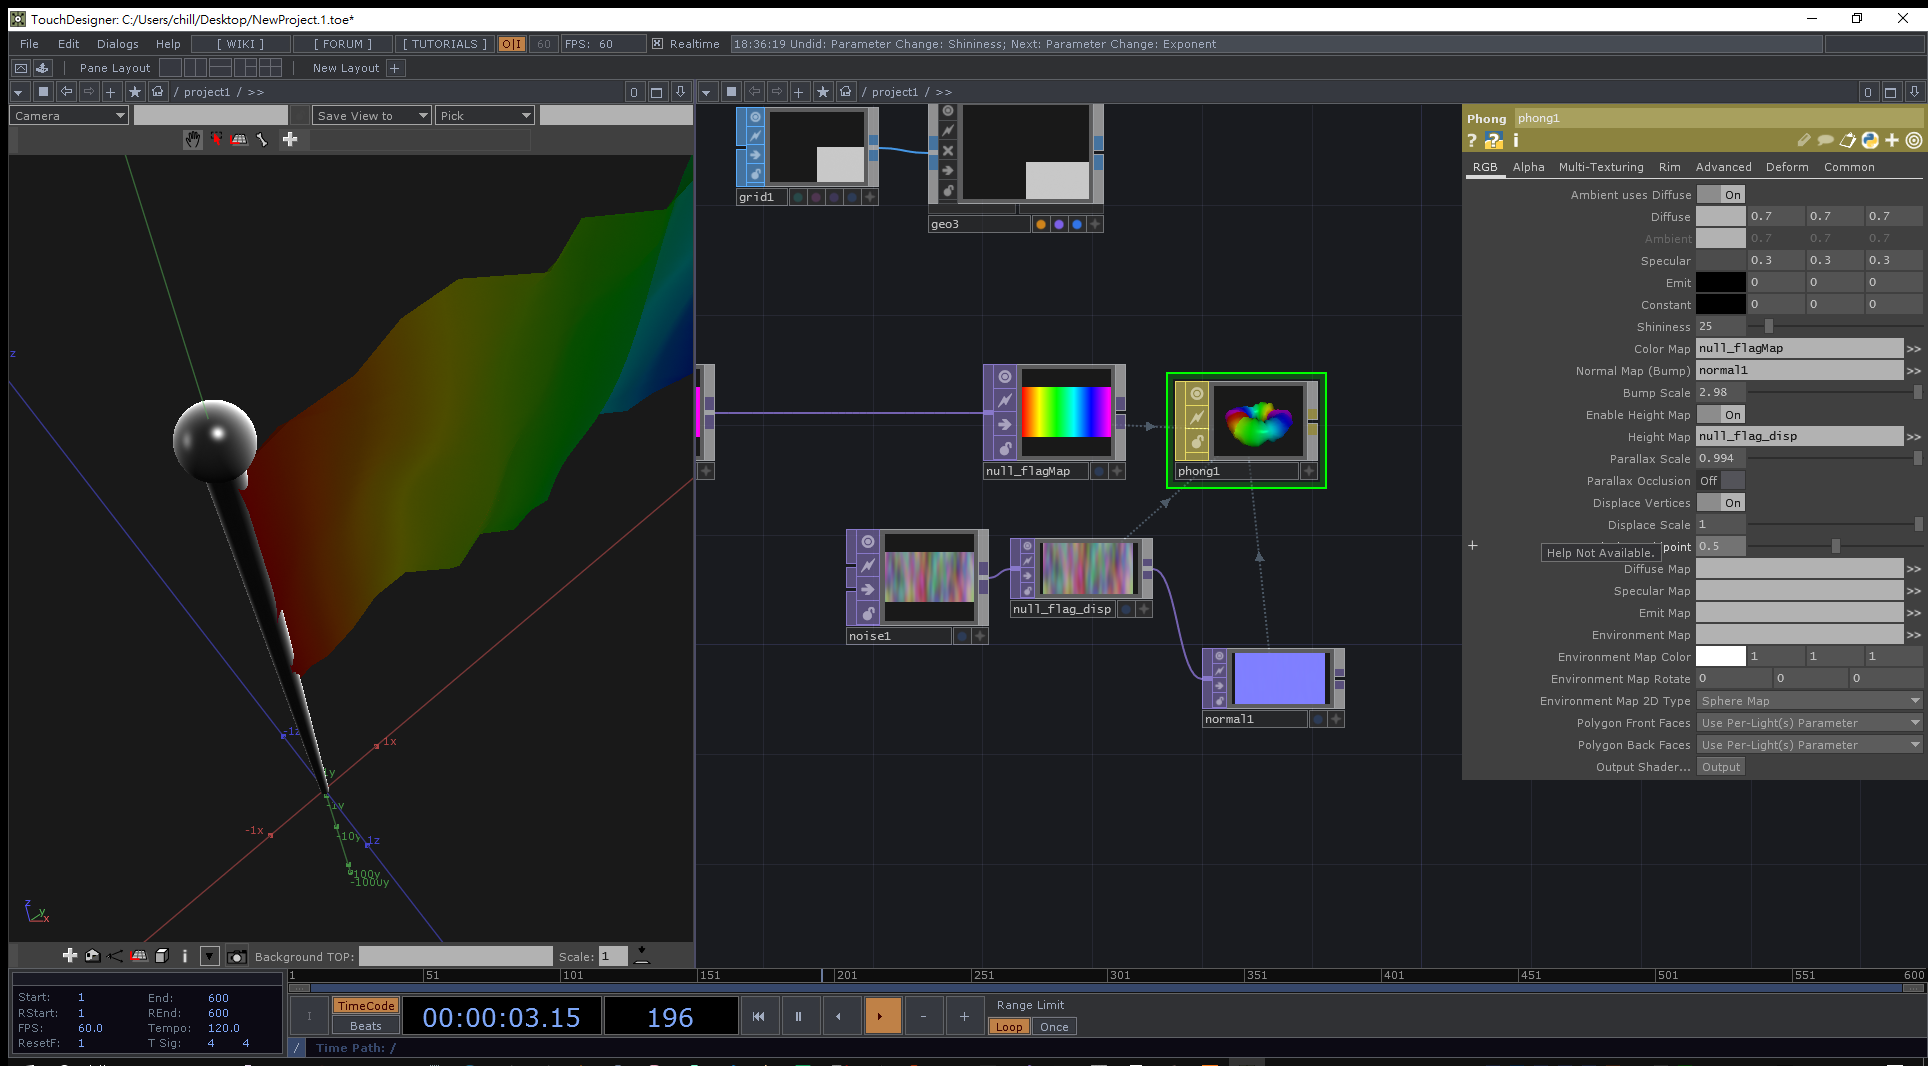 TouchDesigner: C:/Users/chill/Desktop/NewProject.1.toe*
File Edit Dialogs Help [ WIKI ] [ FORUM ] [ TUTORIALS ] O|I 60 FPS: 60 Realtime 18:36:19 Undid: Parameter Change: Shininess; Next: Parameter Change: Exponent
Pane Layout New Layout +
/ project1 / >> 0
/ project1 / >> 0
Camera Save View to Pick
grid1
geo3
null_flagMap
phong1
noise1
null_flag_disp
normal1
z
-1z
1x
y
-1y
-1x
-10y
1z
-100y
-1000y
z
y
x
Background TOP: Scale: 1
Phong phong1
? ? i
RGB Alpha Multi-Texturing Rim Advanced Deform Common
Ambient uses Diffuse On
Diffuse 0.7 0.7 0.7
Ambient 0.7 0.7 0.7
Specular 0.3 0.3 0.3
Emit 0 0 0
Constant 0 0 0
Shininess 25
Color Map null_flagMap >>
Normal Map (Bump) normal1 >>
Bump Scale 2.98
Enable Height Map On
Height Map null_flag_disp >>
Parallax Scale 0.994
Parallax Occlusion Off
Displace Vertices On
Displace Scale 1
point 0.5
Help Not Available.
Diffuse Map >>
Specular Map >>
Emit Map >>
Environment Map >>
Environment Map Color 1 1 1
Environment Map Rotate 0 0 0
Environment Map 2D Type Sphere Map
Polygon Front Faces Use Per-Light(s) Parameter
Polygon Back Faces Use Per-Light(s) Parameter
Output Shader... Output
1 51 101 151 201 251 301 351 401 451 501 551 600
Start: 1 End: 600
RStart: 1 REnd: 600
FPS: 60.0 Tempo: 120.0
ResetF: 1 T Sig: 4 4
TimeCode
Beats
00:00:03.15 196
- +
Range Limit
Loop Once
/ Time Path: /